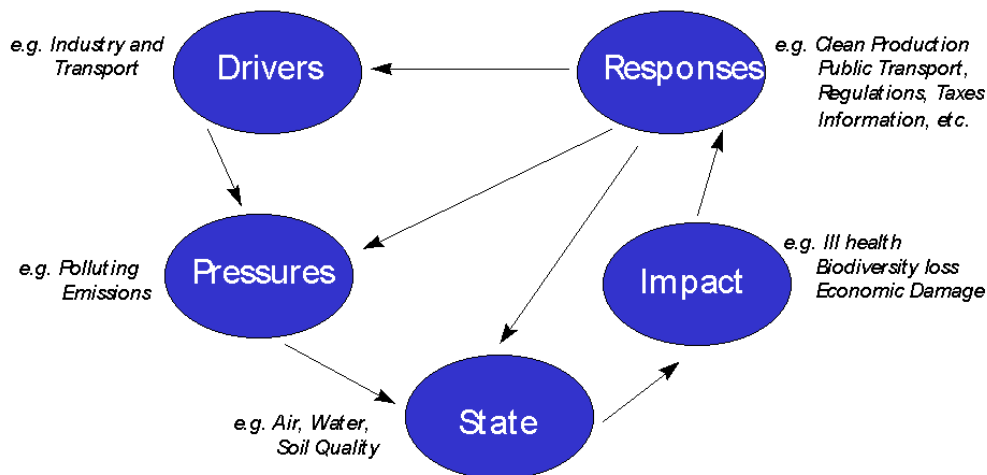 e.g. Industry and
Transport
Drivers
Responses
e.g. Clean Production
Public Transport,
Regulations, Taxes
Information, etc.
e.g. Polluting
Emissions
Pressures
Impact
e.g. Ill health
Biodiversity loss
Economic Damage
e.g. Air, Water,
Soil Quality
State